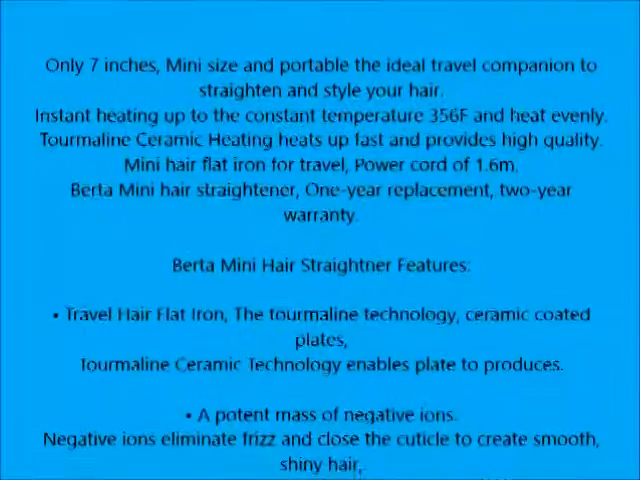 Only 7 inches, Mini size and portable the ideal travel companion to
straighten and style your hair.
Instant heating up to the constant temperature 356F and heat evenly.
Tourmaline Ceramic Heating heats up fast and provides high quality.
Mini hair flat iron for travel, Power cord of 1.6m.
Berta Mini hair straightener, One-year replacement, two-year
warranty.
Berta Mini Hair Straightner Features:
• Travel Hair Flat Iron, The tourmaline technology, ceramic coated
plates,
Tourmaline Ceramic Technology enables plate to produces.
• A potent mass of negative ions.
Negative ions eliminate frizz and close the cuticle to create smooth,
shiny hair,